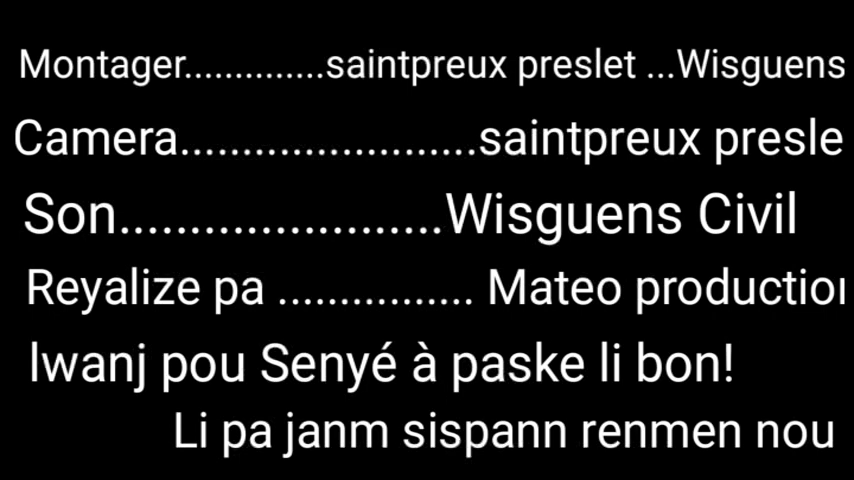 Montager..............saintpreux preslet ...Wisguens
Camera.......................saintpreux presle
Son.......................Wisguens Civil
Reyalize pa ................ Mateo production
lwanj pou Senyé à paske li bon!
Li pa janm sispann renmen nou